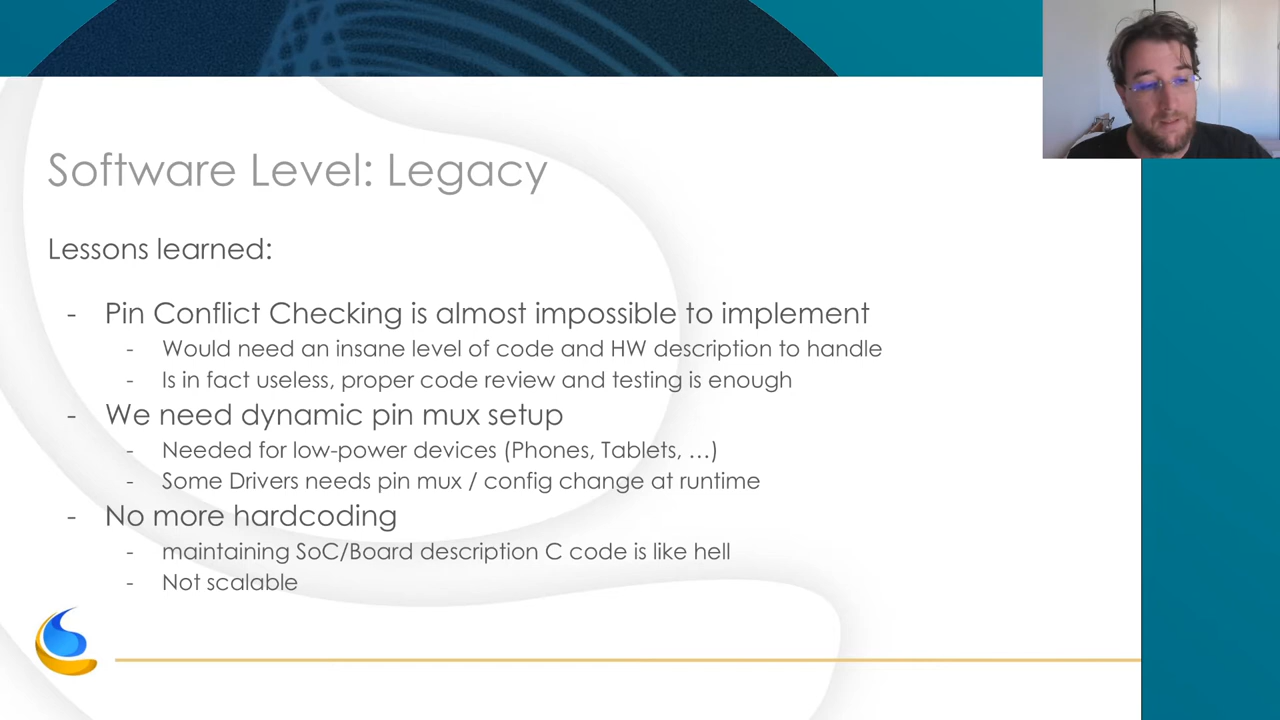 Software Level: Legacy
Lessons learned:
- Pin Conflict Checking is almost impossible to implement
- Would need an insane level of code and HW description to handle
- Is in fact useless, proper code review and testing is enough
- We need dynamic pin mux setup
- Needed for low-power devices (Phones, Tablets, …)
- Some Drivers needs pin mux / config change at runtime
- No more hardcoding
- maintaining SoC/Board description C code is like hell
- Not scalable